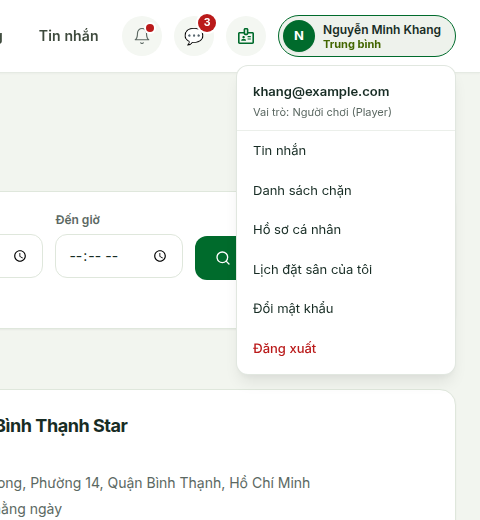 Tin nhắn
3
N
Nguyễn Minh Khang
Trung bình
khang@example.com
Vai trò: Người chơi (Player)
Tin nhắn
Danh sách chặn
Hồ sơ cá nhân
Lịch đặt sân của tôi
Đổi mật khẩu
Đăng xuất
Đến giờ
--:-- --
Bình Thạnh Star
Phường 14, Quận Bình Thạnh, Hồ Chí Minh
ngày